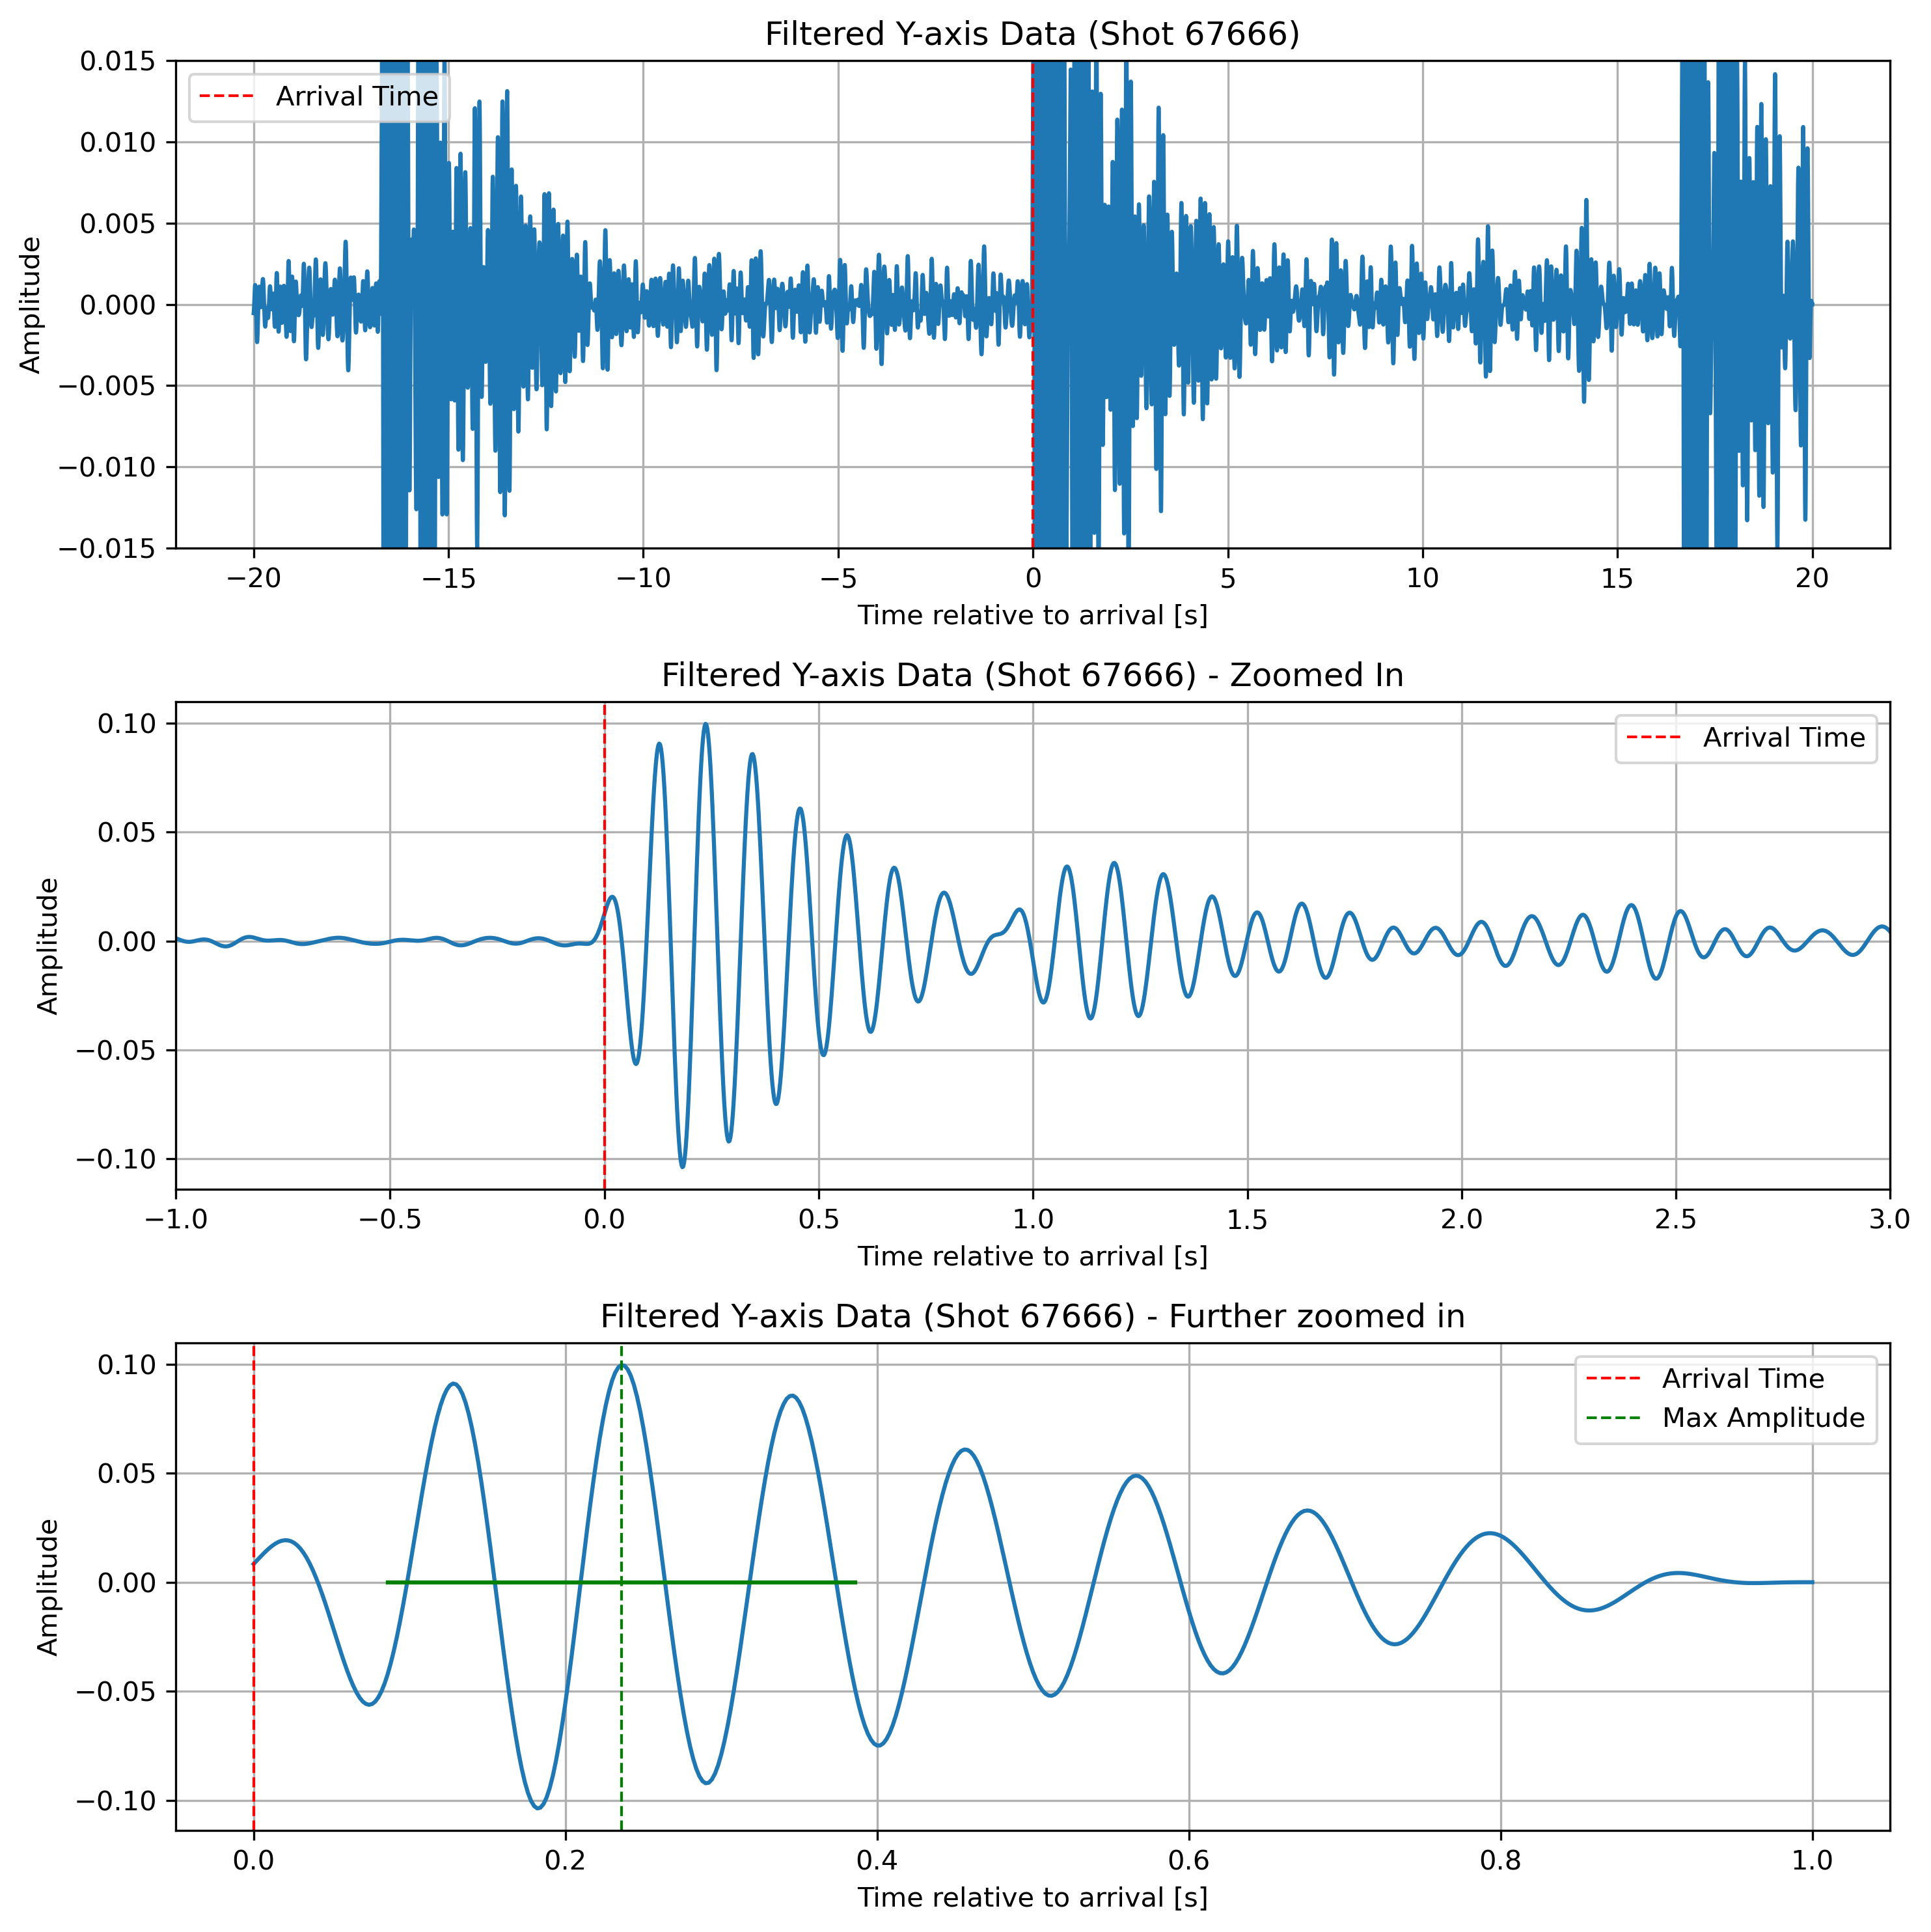 Filtered Y-axis Data (Shot 67666)
Amplitude
0.015
0.010
0.005
0.000
−0.005
−0.010
−0.015
Arrival Time
−20 −15 −10 −5 0 5 10 15 20
Time relative to arrival [s]
Filtered Y-axis Data (Shot 67666) - Zoomed In
Amplitude
0.10
0.05
0.00
−0.05
−0.10
Arrival Time
−1.0 −0.5 0.0 0.5 1.0 1.5 2.0 2.5 3.0
Time relative to arrival [s]
Filtered Y-axis Data (Shot 67666) - Further zoomed in
Amplitude
0.10
0.05
0.00
−0.05
−0.10
Arrival Time
Max Amplitude
0.0 0.2 0.4 0.6 0.8 1.0
Time relative to arrival [s]